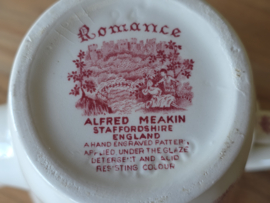 Romance
ALFRED MEAKIN
STAFFORDSHIRE
ENGLAND
A HAND ENGRAVED PATTERN
APPLIED UNDER THE GLAZE
DETERGENT AND ACID
RESISTING COLOUR